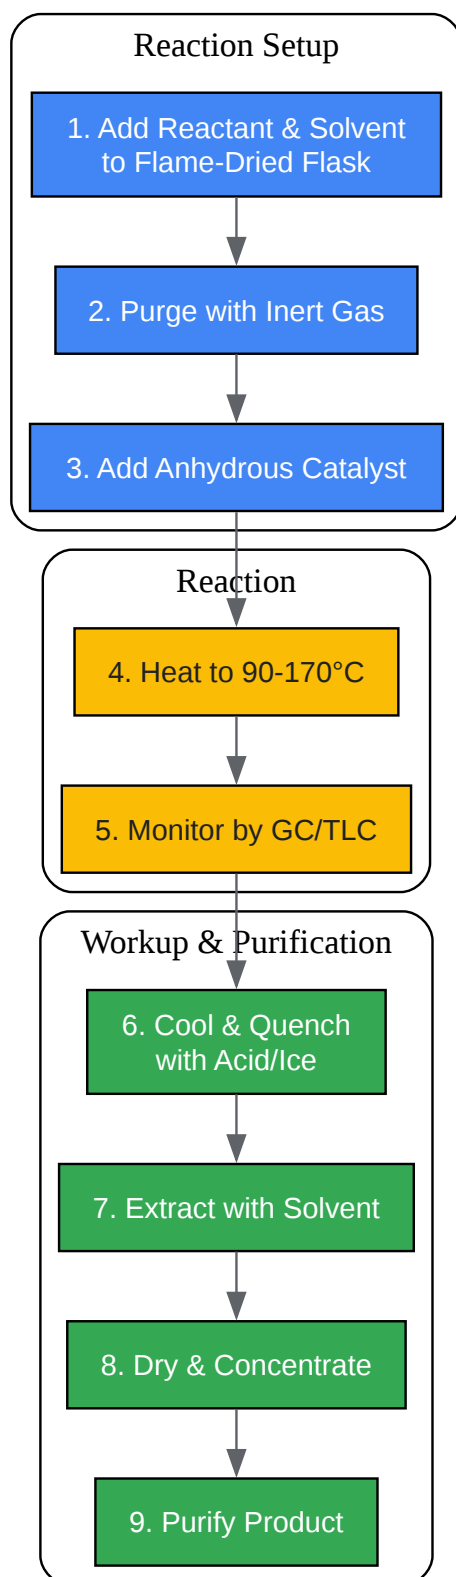 Reaction Setup
1. Add Reactant & Solvent
to Flame-Dried Flask
2. Purge with Inert Gas
3. Add Anhydrous Catalyst
Reaction
4. Heat to 90-170°C
5. Monitor by GC/TLC
Workup & Purification
6. Cool & Quench
with Acid/Ice
7. Extract with Solvent
8. Dry & Concentrate
9. Purify Product